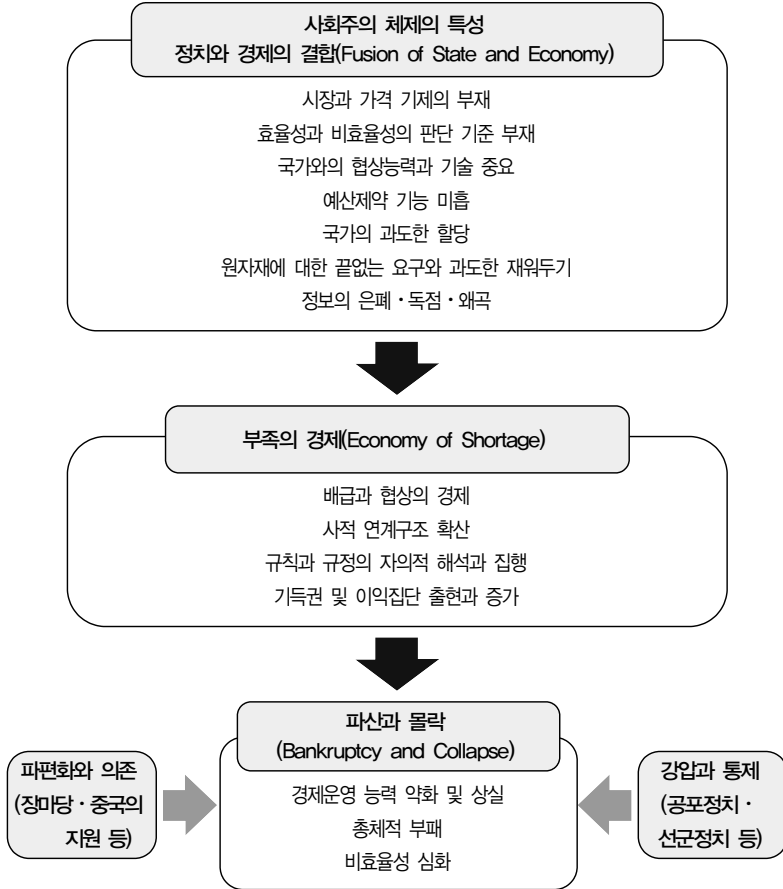 사회주의 체제의 특성
정치와 경제의 결합(Fusion of State and Economy)
시장과 가격 기제의 부재
효율성과 비효율성의 판단 기준 부재
국가와의 협상능력과 기술 중요
예산제약 기능 미흡
국가의 과도한 할당
원자재에 대한 끝없는 요구와 과도한 재워두기
정보의 은폐・독점・왜곡
부족의 경제(Economy of Shortage)
배급과 협상의 경제
사적 연계구조 확산
규칙과 규정의 자의적 해석과 집행
기득권 및 이익집단 출현과 증가
파산과 몰락
(Bankruptcy and Collapse)
경제운영 능력 약화 및 상실
총체적 부패
비효율성 심화
파편화와 의존
(장마당・중국의
지원 등)
강압과 통제
(공포정치・
선군정치 등)